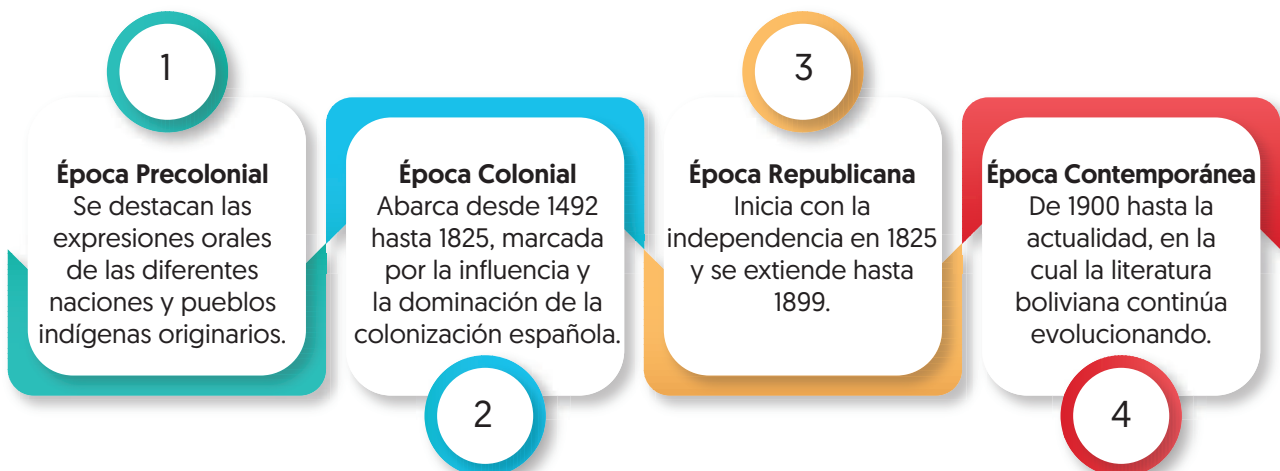 1
Época Precolonial
Se destacan las
expresiones orales
de las diferentes
naciones y pueblos
indígenas originarios.
Época Colonial
Abarca desde 1492
hasta 1825, marcada
por la influencia y
la dominación de la
colonización española.
2
3
Época Republicana
Inicia con la
independencia en 1825
y se extiende hasta
1899.
Época Contemporánea
De 1900 hasta la
actualidad, en la
cual la literatura
boliviana continúa
evolucionando.
4